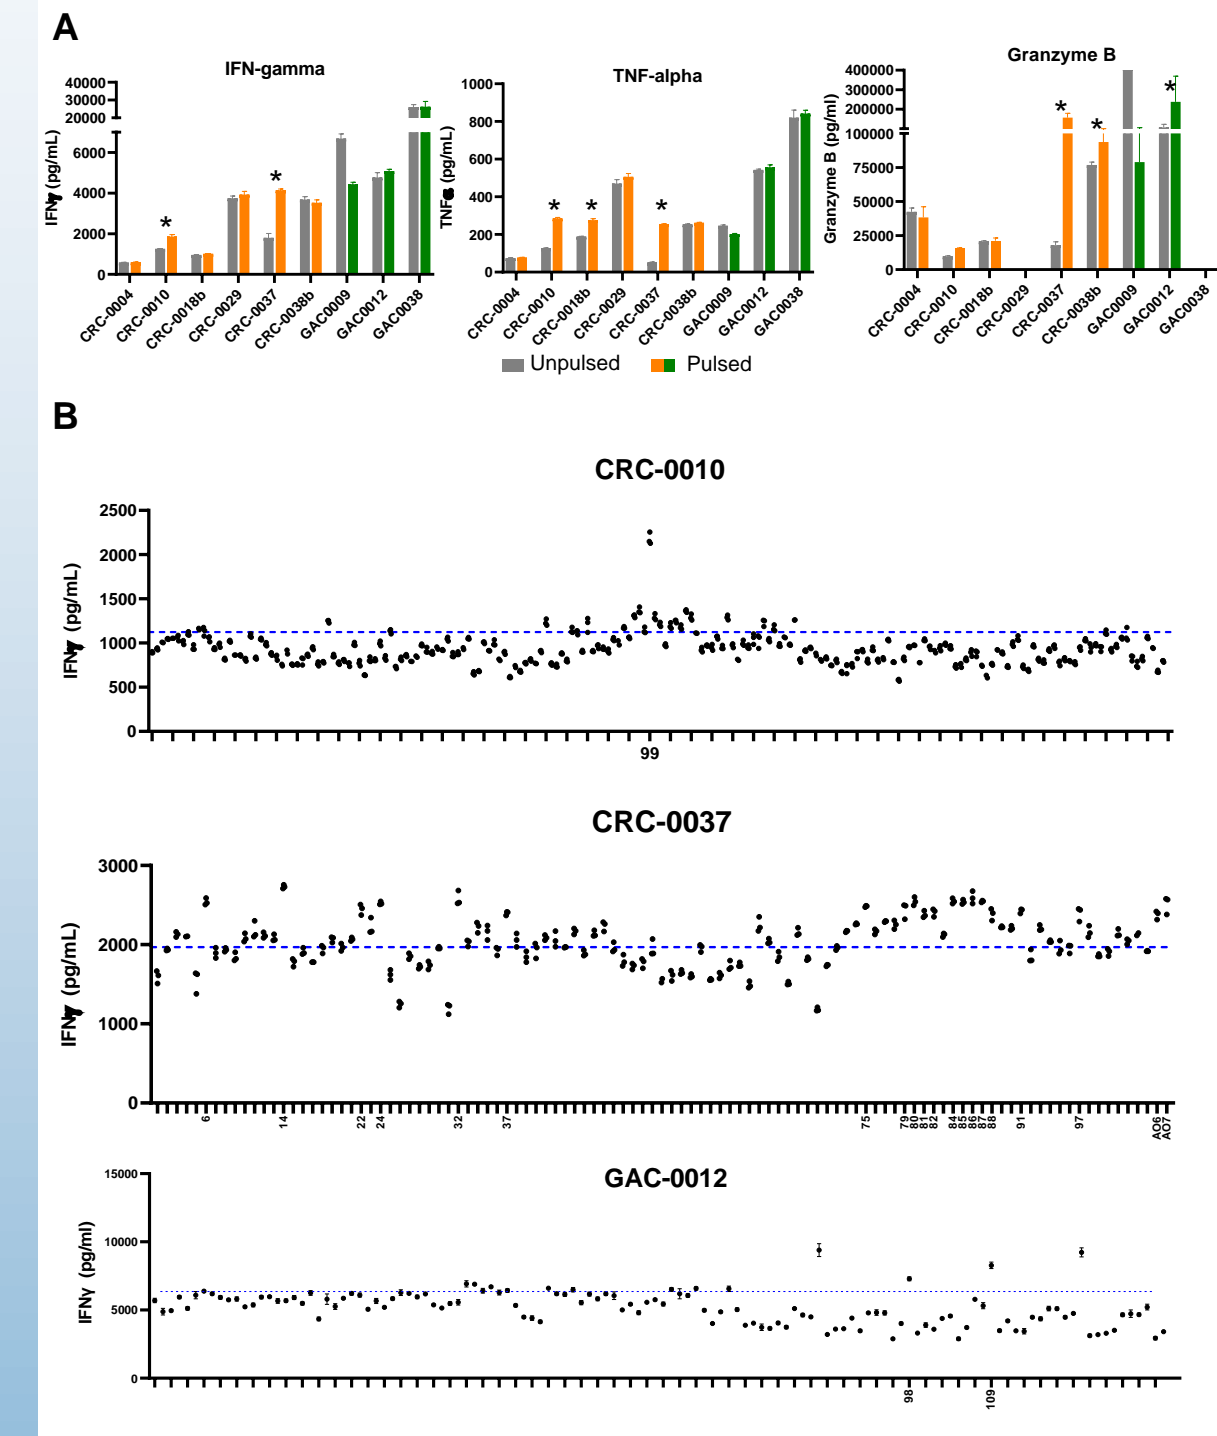 A
IFN-gamma
TNF-alpha
Granzyme B
40000
30000
20000
6000
4000
2000
0
IFNγ (pg/mL)
*
*
CRC-0004
CRC-0010
CRC-0018b
CRC-0029
CRC-0037
CRC-0038b
GAC0009
GAC0012
GAC0038
1000
800
600
400
200
0
TNFα (pg/mL)
*
*
*
CRC-0004
CRC-0010
CRC-0018b
CRC-0029
CRC-0037
CRC-0038b
GAC0009
GAC0012
GAC0038
400000
300000
200000
100000
75000
50000
25000
0
Granzyme B (pg/ml)
*
*
*
CRC-0004
CRC-0010
CRC-0018b
CRC-0029
CRC-0037
CRC-0038b
GAC0009
GAC0012
GAC0038
Unpulsed
Pulsed
B
CRC-0010
2500
2000
1500
1000
500
0
IFNγ (pg/mL)
99
CRC-0037
3000
2000
1000
0
IFNγ (pg/mL)
6
14
22
24
32
37
75
79
80
81
82
84
85
86
87
88
91
97
AO6
AO7
GAC-0012
15000
10000
5000
0
IFNγ (pg/ml)
98
109